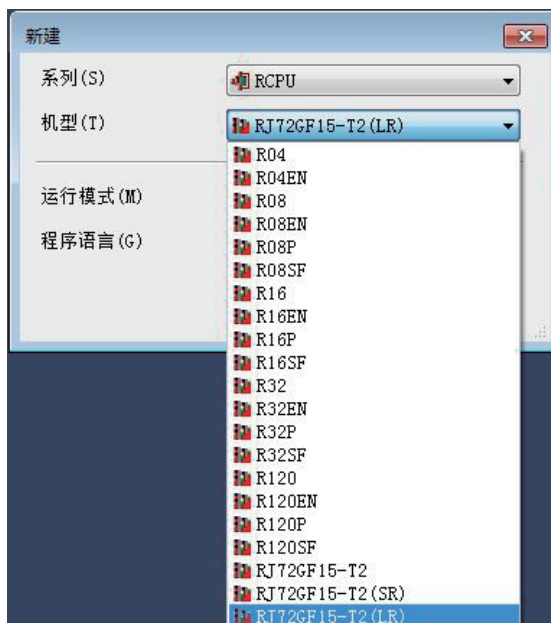 新建
系列(S)
RCPU
机型(T)
RJ72GF15-T2(LR)
R04
R04EN
运行模式(M)
R08
R08EN
程序语言(G)
R08P
R08SF
R16
R16EN
R16P
R16SF
R32
R32EN
R32P
R32SF
R120
R120EN
R120P
R120SF
RJ72GF15-T2
RJ72GF15-T2(SR)
RJ72GF15-T2(LR)